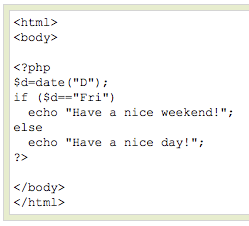 <html>
<body>

<?php
$d=date("D");
if ($d=="Fri")
  echo "Have a nice weekend!";
else
  echo "Have a nice day!";
?>

</body>
</html>